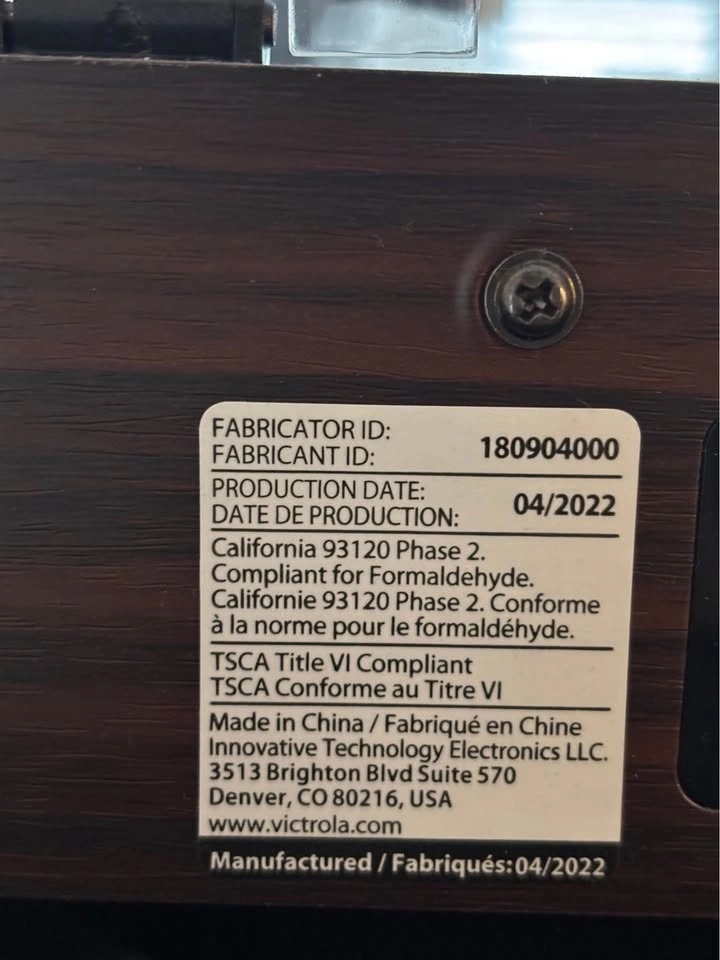 FABRICATOR ID:
FABRICANT ID:
180904000
PRODUCTION DATE:
DATE DE PRODUCTION:
04/2022
California 93120 Phase 2.
Compliant for Formaldehyde.
Californie 93120 Phase 2. Conforme
à la norme pour le formaldéhyde.
TSCA Title VI Compliant
TSCA Conforme au Titre VI
Made in China / Fabriqué en Chine
Innovative Technology Electronics LLC.
3513 Brighton Blvd Suite 570
Denver, CO 80216, USA
www.victrola.com
Manufactured / Fabriqués:04/2022